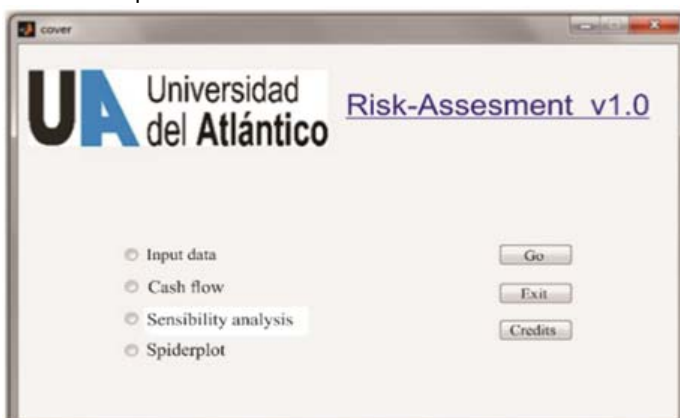 cover
UA Universidad
del Atlántico
Risk-Assesment v1.0
Input data
Cash flow
Sensibility analysis
Spiderplot
Go
Exit
Credits